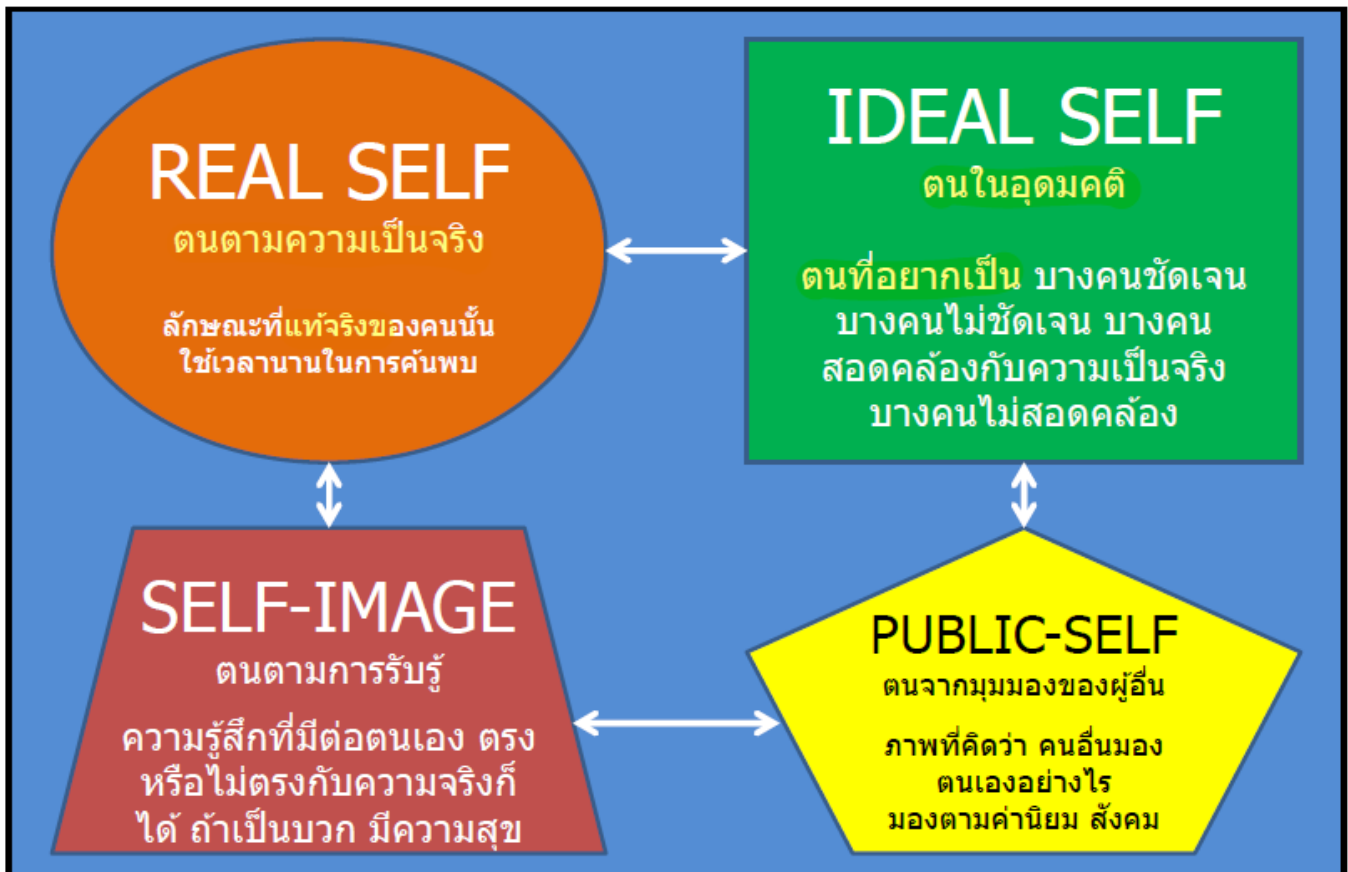 REAL SELF
ตนตามความเป็นจริง
ลักษณะที่แท้จริงของคนนั้น
ใช้เวลานานในการค้นพบ
IDEAL SELF
ตนในอุดมคติ
ตนที่อยากเป็น บางคนชัดเจน
บางคนไม่ชัดเจน บางคน
สอดคล้องกับความเป็นจริง
บางคนไม่สอดคล้อง
SELF-IMAGE
ตนตามการรับรู้
ความรู้สึกที่มีต่อตนเอง ตรง
หรือไม่ตรงกับความจริงก็
ได้ ถ้าเป็นบวก มีความสุข
PUBLIC-SELF
ตนจากมุมมองของผู้อื่น
ภาพที่คิดว่า คนอื่นมอง
ตนเองอย่างไร
มองตามค่านิยม สังคม